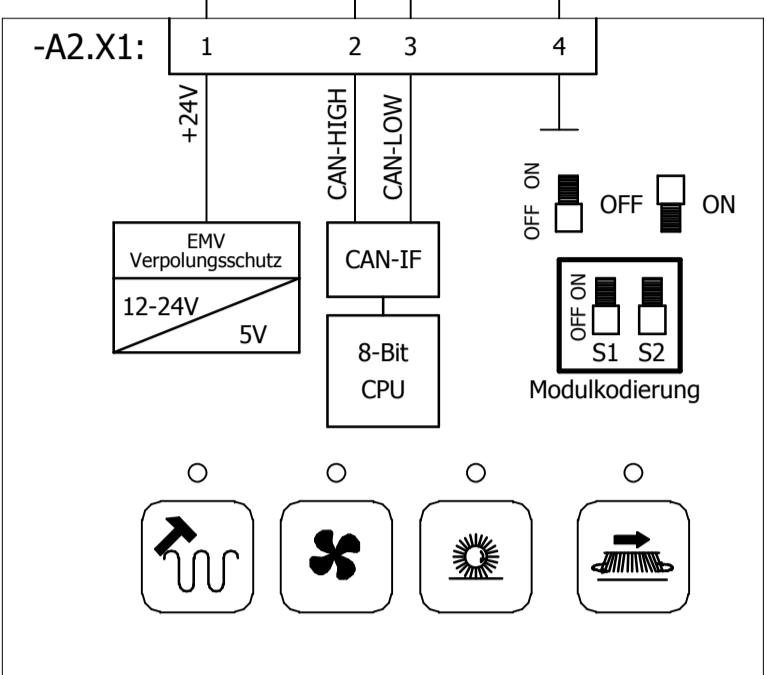 -A2.X1: 1 2 3 4
+24V
CAN-HIGH
CAN-LOW
OFF ON
OFF
ON
EMV
Verpolungsschutz
12-24V
5V
CAN-IF
8-Bit
CPU
OFF ON
S1 S2
Modulkodierung